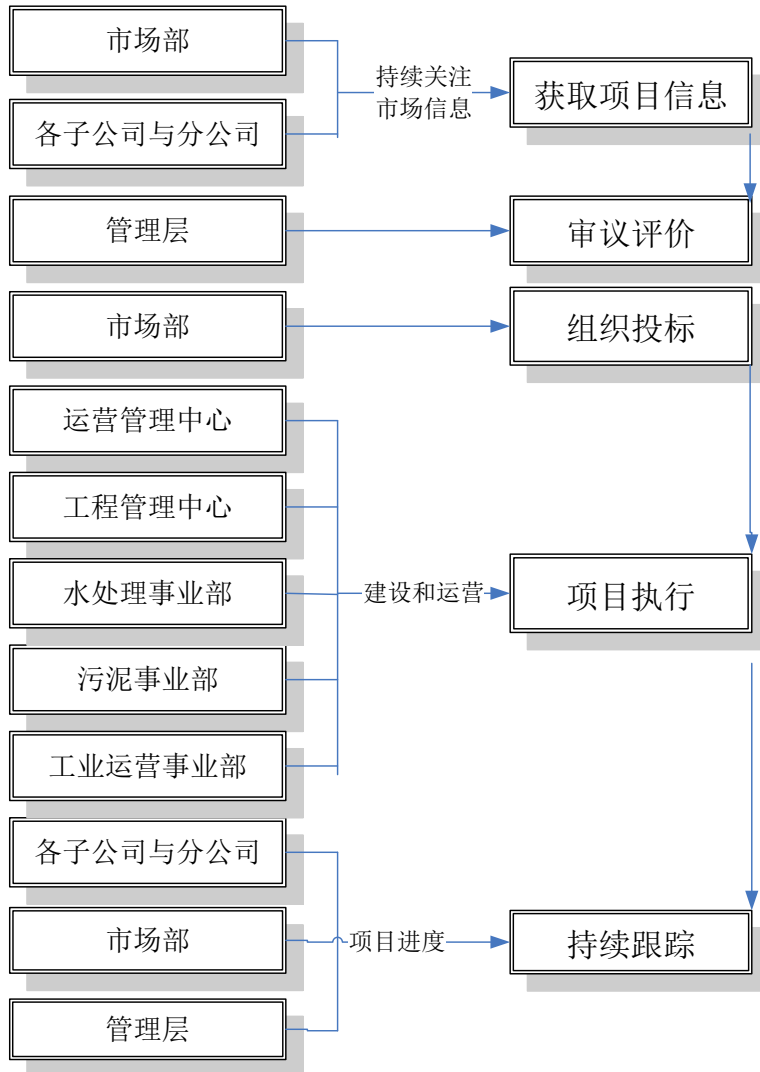 市场部
持续关注
市场信息
获取项目信息
各子公司与分公司
管理层
审议评价
市场部
组织投标
运营管理中心
工程管理中心
水处理事业部
建设和运营
项目执行
污泥事业部
工业运营事业部
各子公司与分公司
市场部
项目进度
持续跟踪
管理层